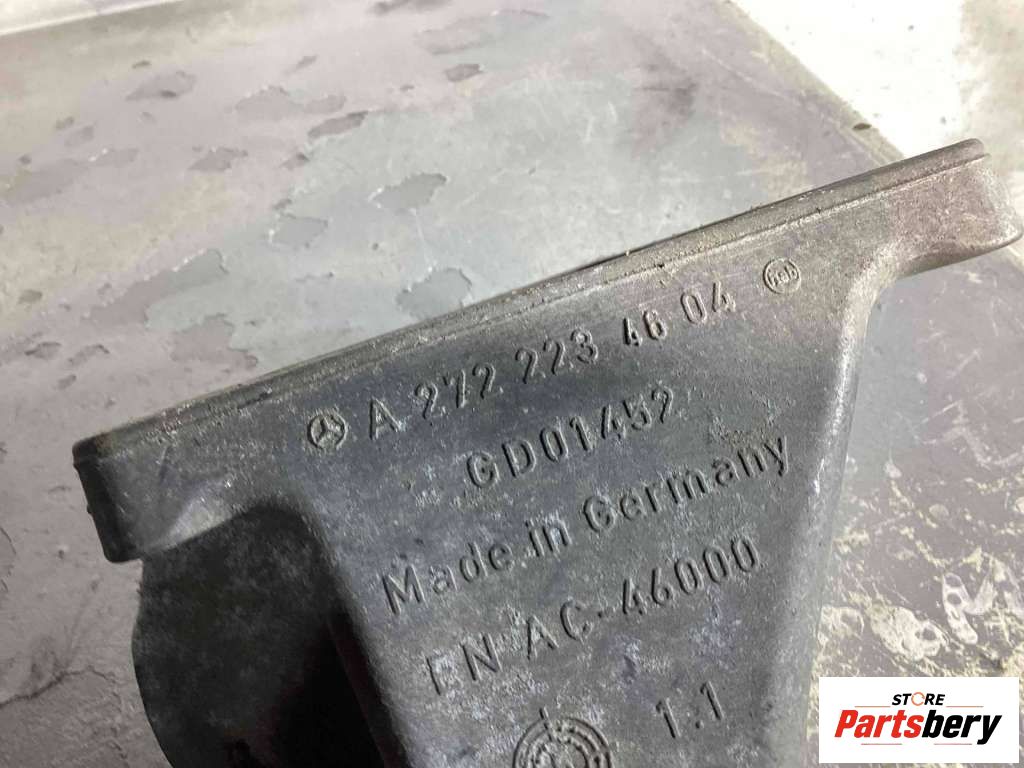 A 272 223 46 04
GD01452
Made in Germany
EN AC-46000
1.1
STORE
Partsbery